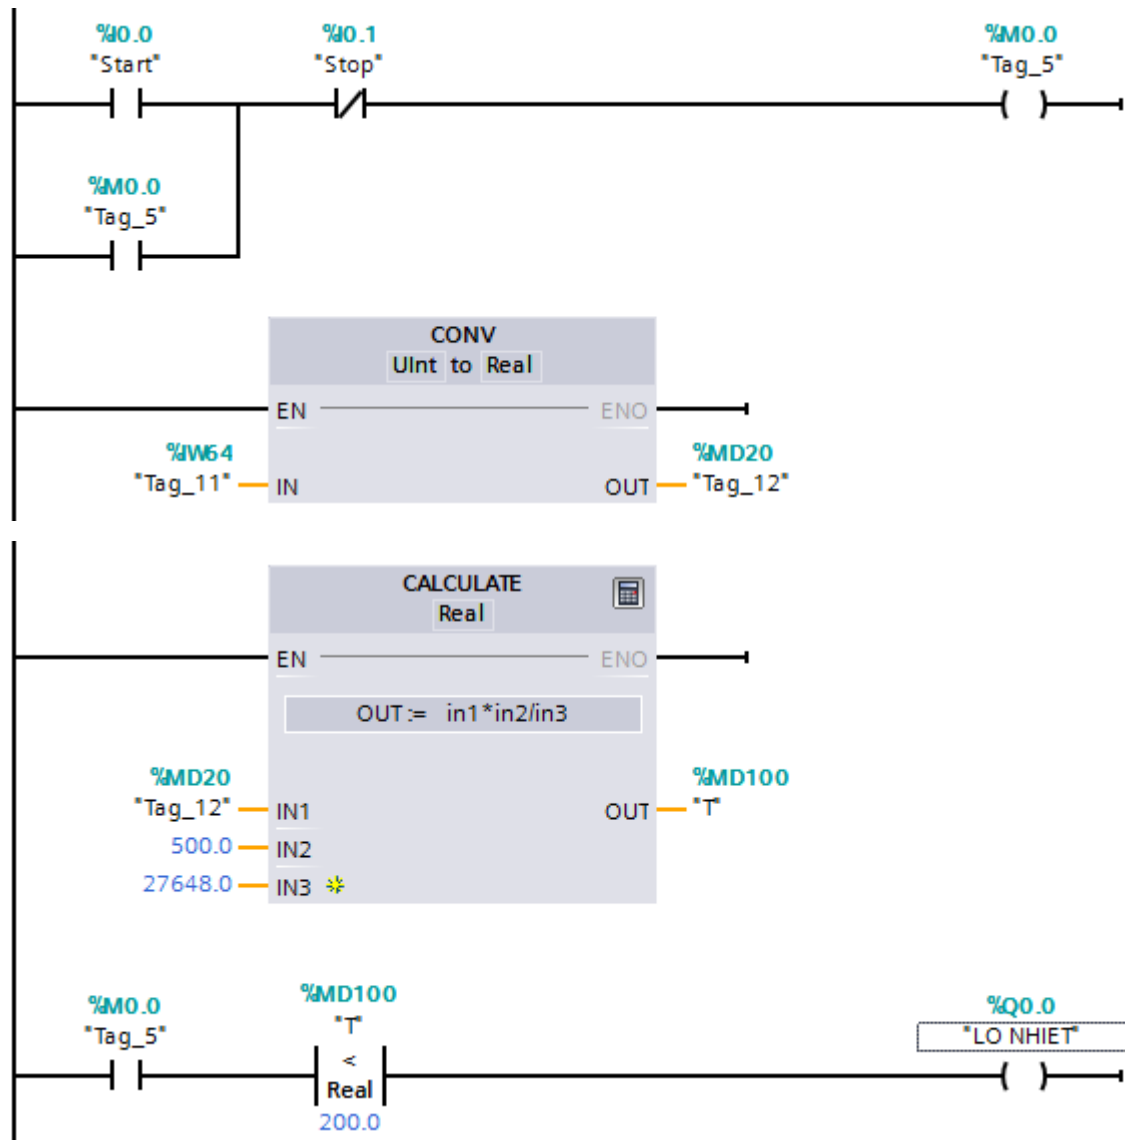 %I0.0
"Start"
%I0.1
"Stop"
%M0.0
"Tag_5"
%M0.0
"Tag_5"
CONV
UInt to Real
EN
ENO
%IW64
"Tag_11"
IN
OUT
%MD20
"Tag_12"
CALCULATE
Real
EN
ENO
OUT := in1*in2/in3
%MD20
"Tag_12"
IN1
OUT
%MD100
"T"
500.0
IN2
27648.0
IN3
%M0.0
"Tag_5"
%MD100
"T"
<
Real
200.0
%Q0.0
"LO NHIET"